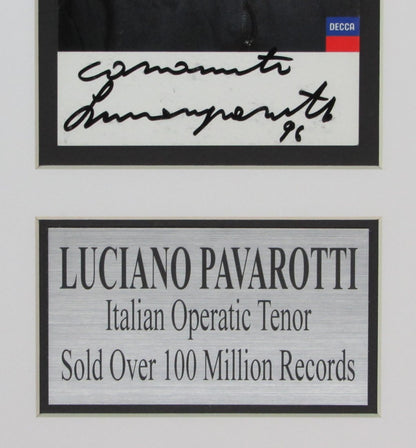 DECCA
96
LUCIANO PAVAROTTI
Italian Operatic Tenor
Sold Over 100 Million Records